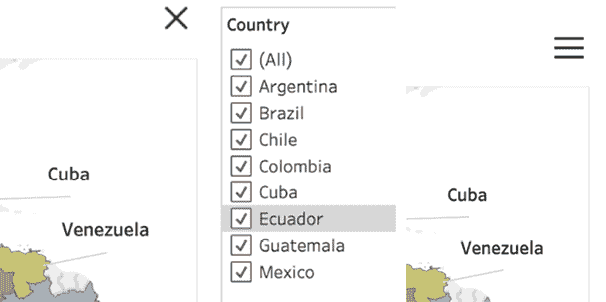 Cuba
Venezuela
Country
(All)
Argentina
Brazil
Chile
Colombia
Cuba
Ecuador
Guatemala
Mexico
Cuba
Venezuela